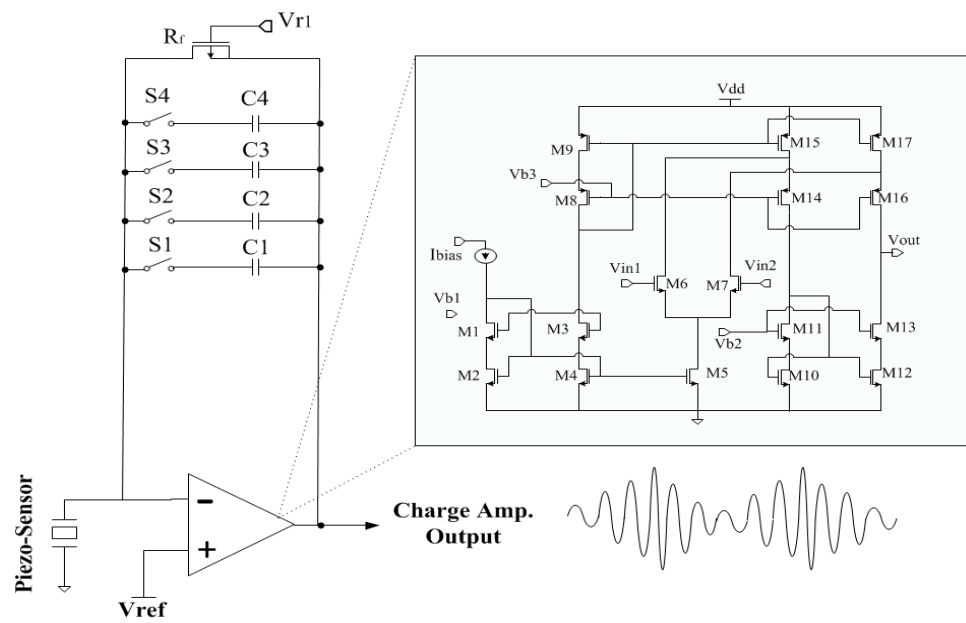 Rf
Vr1
S4
C4
S3
C3
S2
C2
S1
C1
Vdd
M9
M15
M17
Vb3
M8
M14
M16
Ibias
Vout
Vin1
M6
M7
Vin2
Vb1
M1
M3
M11
M13
Vb2
M2
M4
M5
M10
M12
Piezo-Sensor
Charge Amp.
Output
Vref